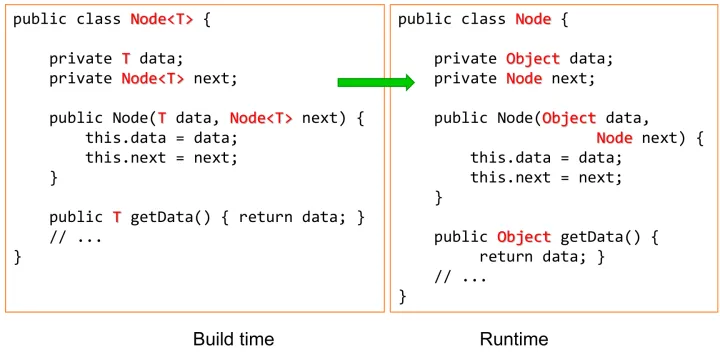 public class Node<T> {
private T data;
private Node<T> next;
public Node(T data, Node<T> next) {
this.data = data;
this.next = next;
}
public T getData() { return data; }
// ...
}
Build time
public class Node {
private Object data;
private Node next;
public Node(Object data,
Node next) {
this.data = data;
this.next = next;
}
public Object getData() {
return data; }
// ...
}
Runtime